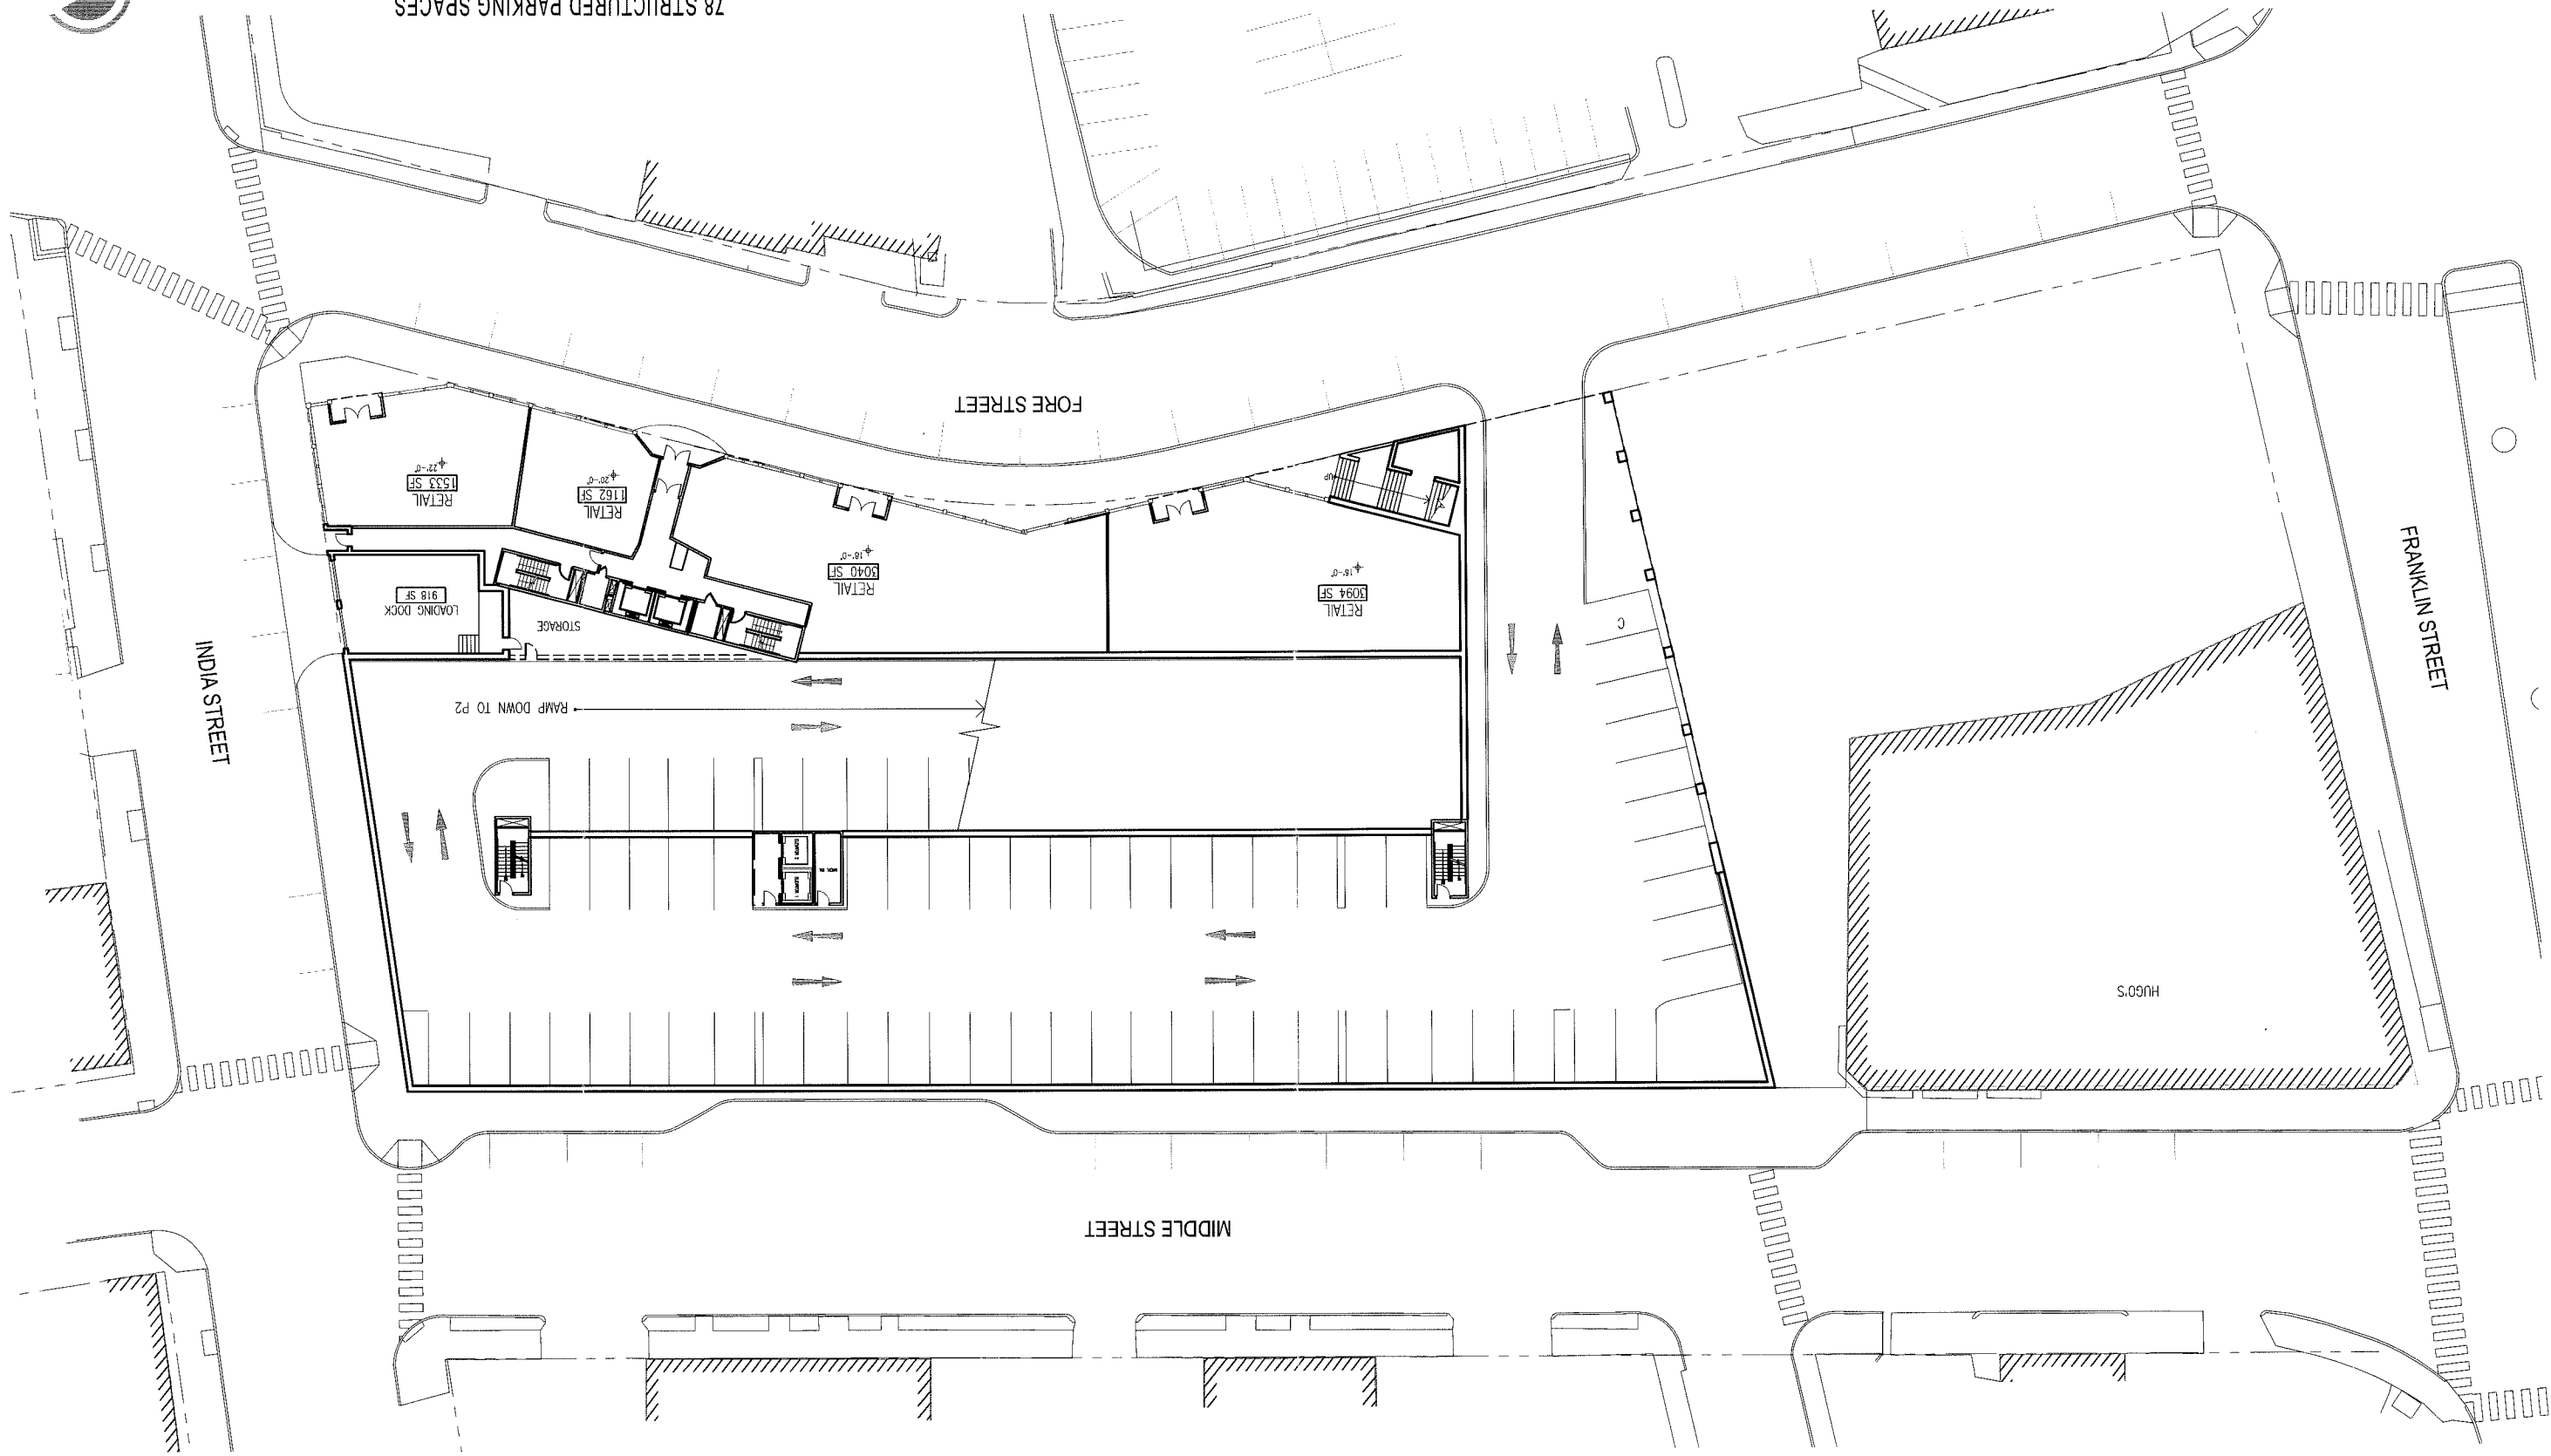 78 STRUCTURED PARKING SPACES
FORE STREET
RETAIL
1533 SF
22'-0"
RETAIL
1162 SF
20'-0"
RETAIL
3040 SF
18'-0"
RETAIL
3094 SF
18'-0"
UP
LOADING DOCK
918 SF
STORAGE
C
RAMP DOWN TO P2
INDIA STREET
FRANKLIN STREET
HUGO'S
MIDDLE STREET